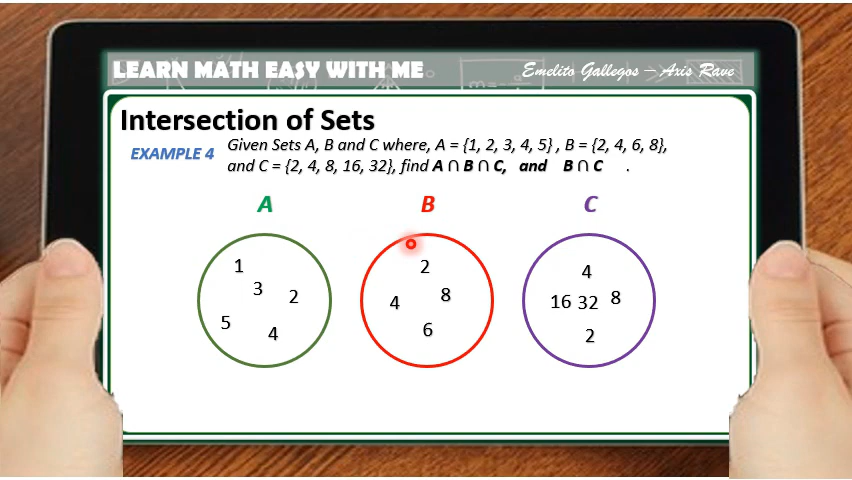 LEARN MATH EASY WITH ME
Emelito Gallegos – Axis Rave
Intersection of Sets
EXAMPLE 4
Given Sets A, B and C where, A = {1, 2, 3, 4, 5} , B = {2, 4, 6, 8},
and C = {2, 4, 8, 16, 32}, find A ∩ B ∩ C, and B ∩ C .
A
B
C
1
3
2
5
4
2
4
8
6
4
16 32 8
2